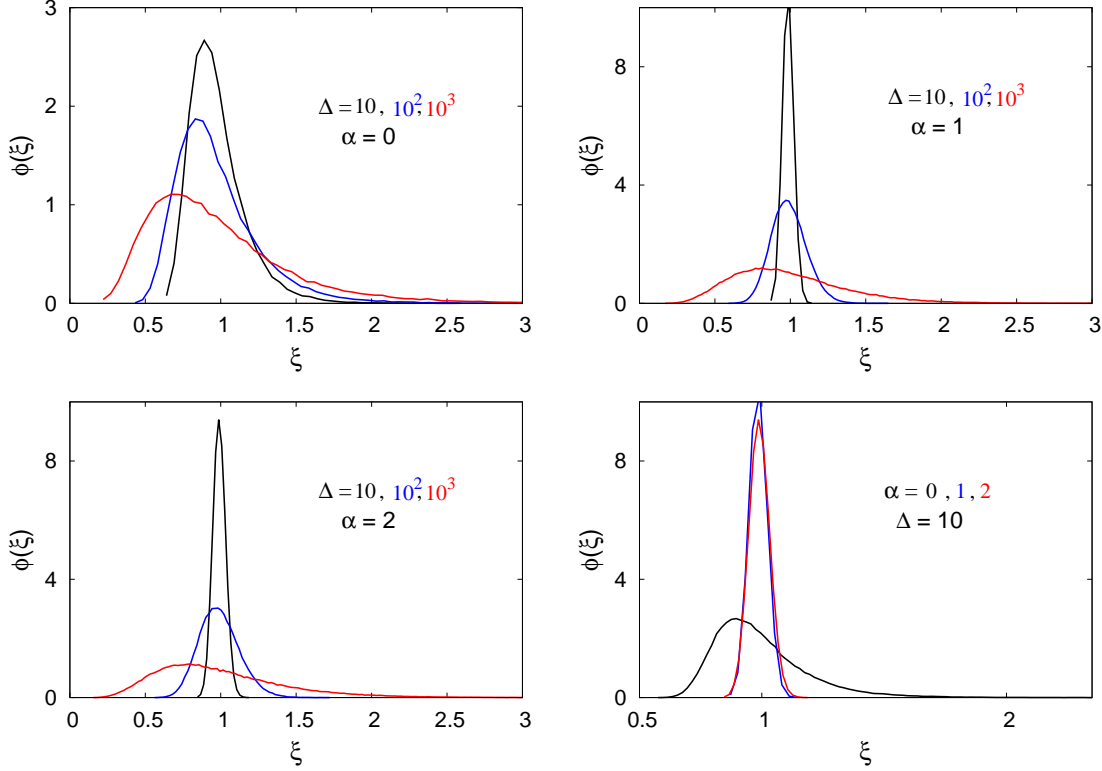 3
2
1
0
φ(ξ)
Δ = 10 , 10², 10³
α = 0
0 0.5 1 1.5 2 2.5 3
ξ
8
4
0
φ(ξ)
Δ = 10 , 10², 10³
α = 1
0 0.5 1 1.5 2 2.5 3
ξ
8
4
0
φ(ξ)
Δ = 10 , 10², 10³
α = 2
0 0.5 1 1.5 2 2.5 3
ξ
8
4
0
φ(ξ)
α = 0 , 1 , 2
Δ = 10
0.5 1 2
ξ